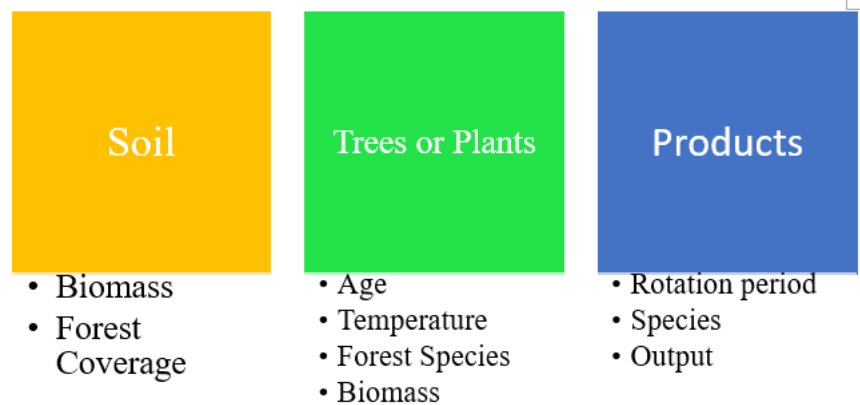 Soil
• Biomass
• Forest
Coverage
Trees or Plants
• Age
• Temperature
• Forest Species
• Biomass
Products
• Rotation period
• Species
• Output